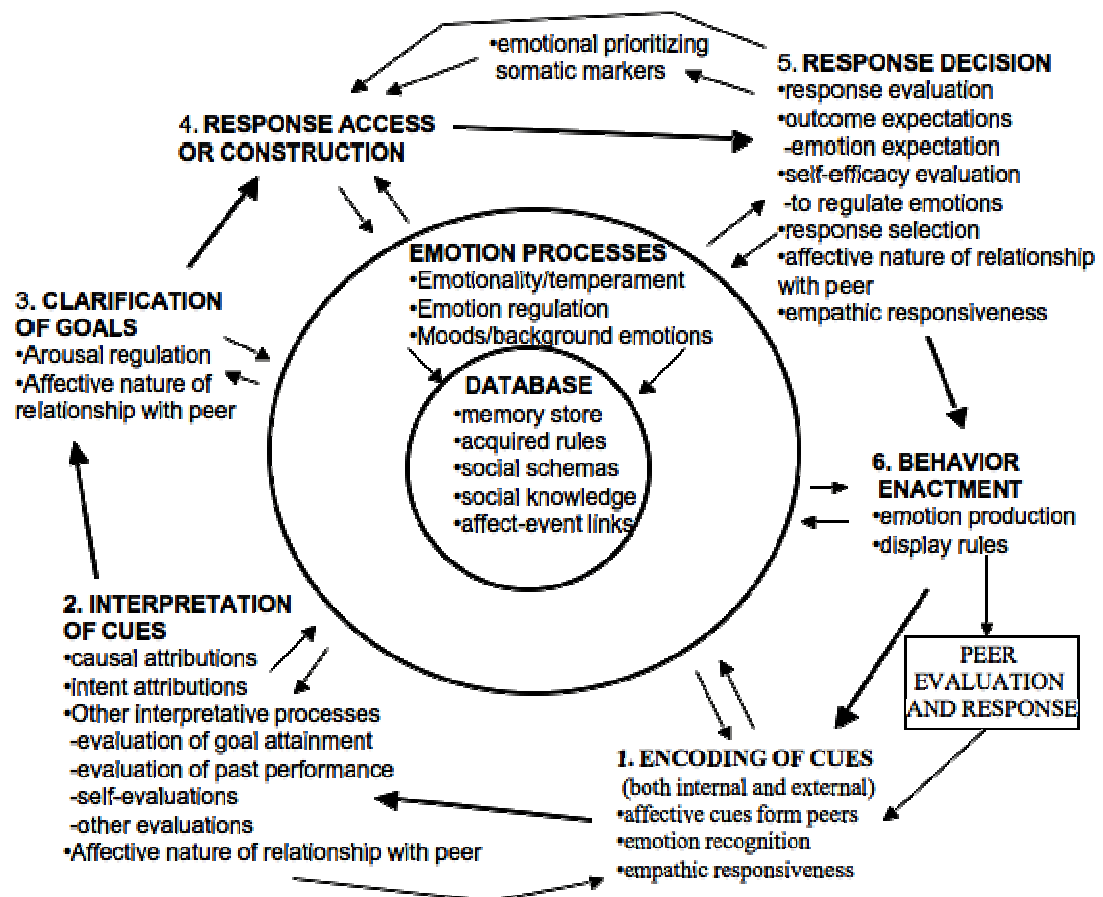 •emotional prioritizing
somatic markers
5. RESPONSE DECISION
•response evaluation
•outcome expectations
-emotion expectation
•self-efficacy evaluation
-to regulate emotions
•response selection
•affective nature of relationship
with peer
•empathic responsiveness
4. RESPONSE ACCESS
OR CONSTRUCTION
EMOTION PROCESSES
•Emotionality/temperament
•Emotion regulation
•Moods/background emotions
3. CLARIFICATION
OF GOALS
•Arousal regulation
•Affective nature of
relationship with peer
DATABASE
•memory store
•acquired rules
•social schemas
•social knowledge
•affect-event links
6. BEHAVIOR
ENACTMENT
•emotion production
•display rules
2. INTERPRETATION
OF CUES
•causal attributions
•intent attributions
•Other interpretative processes
-evaluation of goal attainment
-evaluation of past performance
-self-evaluations
-other evaluations
•Affective nature of relationship with peer
PEER
EVALUATION
AND RESPONSE
1. ENCODING OF CUES
(both internal and external)
•affective cues form peers
•emotion recognition
•empathic responsiveness